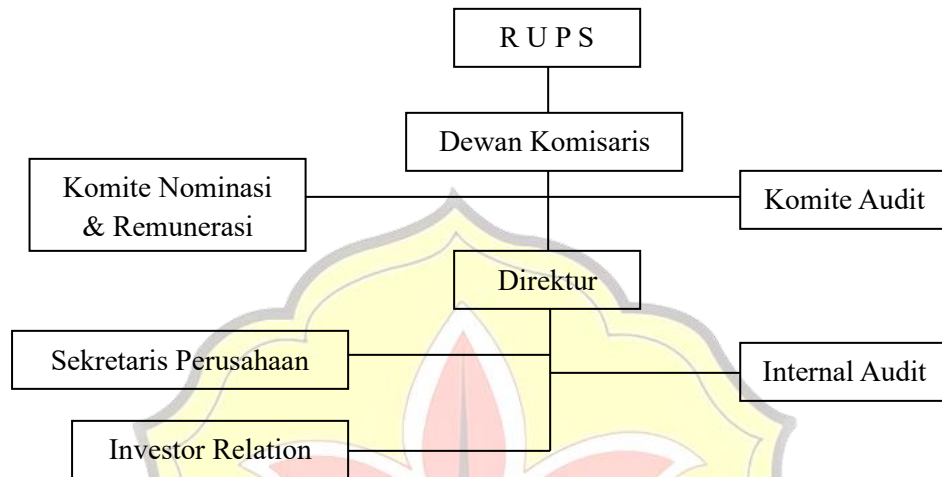 R U P S
Dewan Komisaris
Komite Nominasi
& Remunerasi
Komite Audit
Direktur
Sekretaris Perusahaan
Internal Audit
Investor Relation